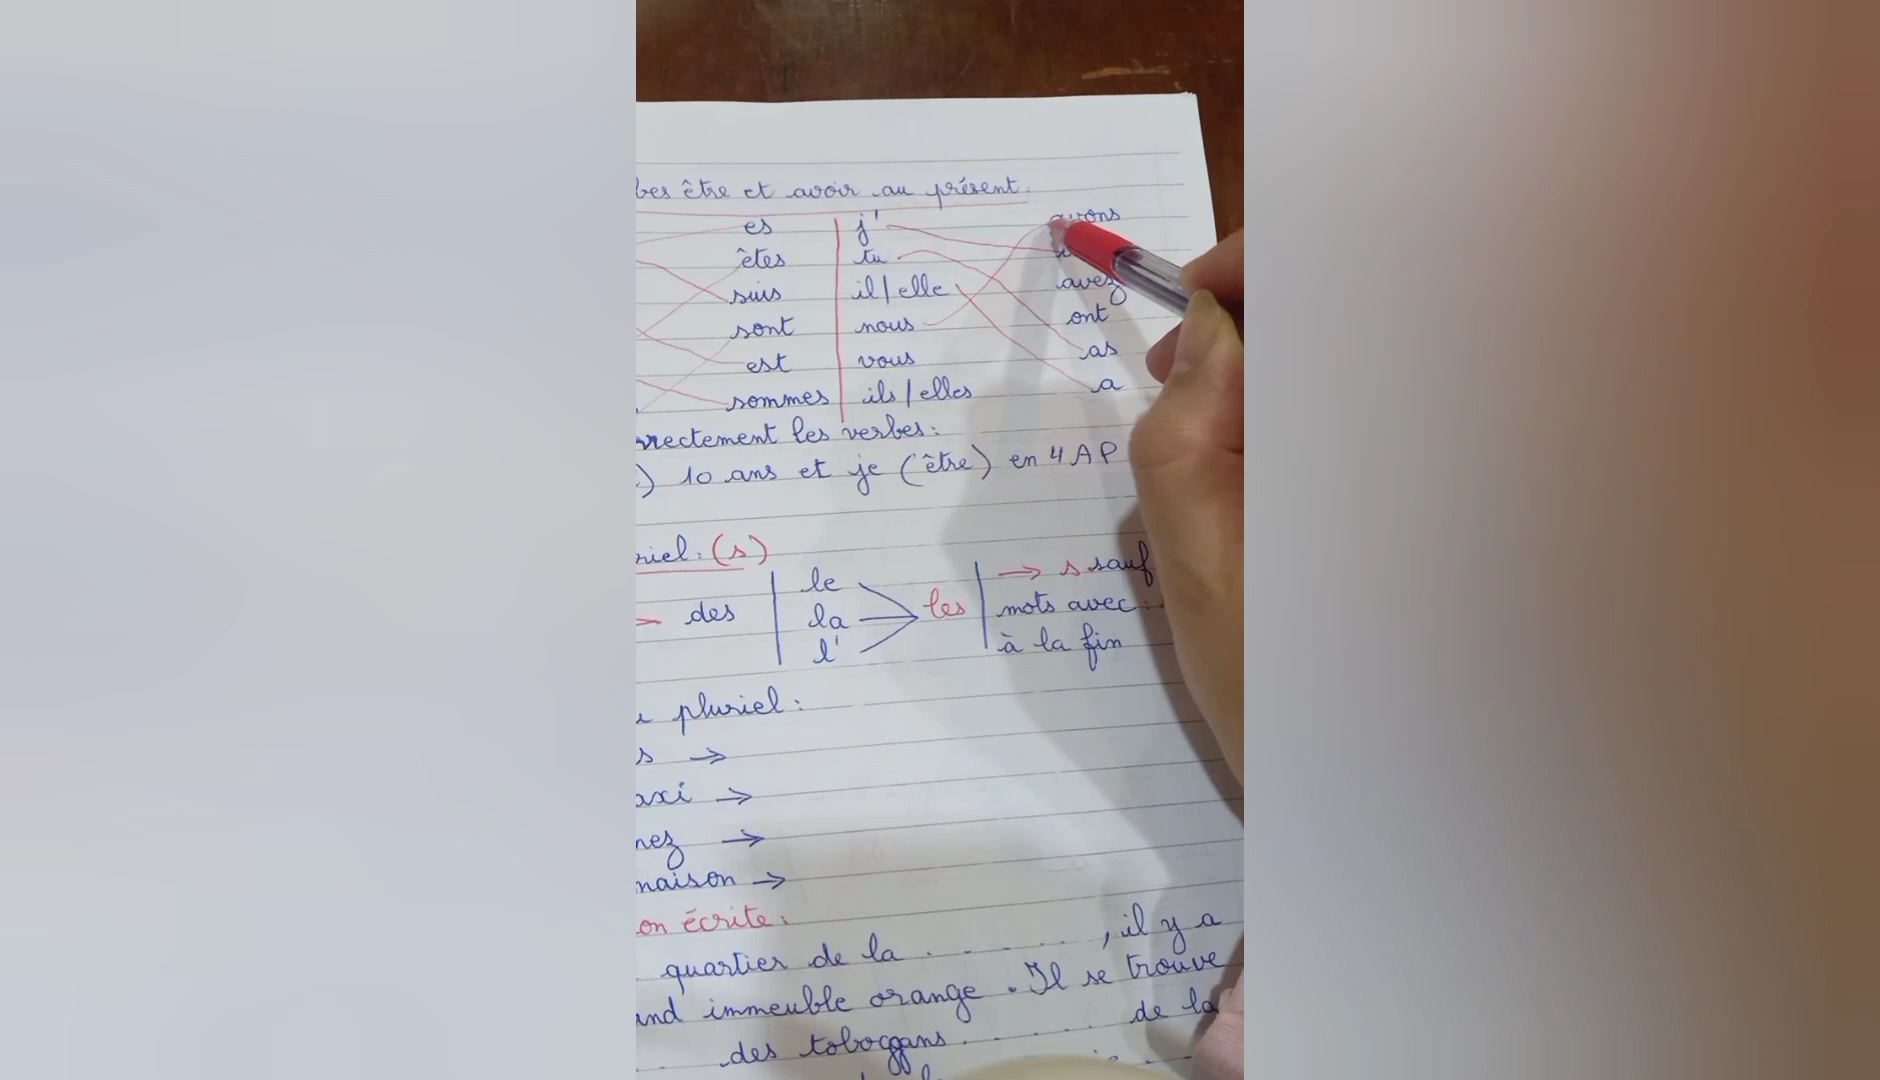 bes être et avoir au présent.
es j' avons
êtes tu
suis il/elle avez
sont nous ont
est vous as
sommes ils/elles a
rrectement les verbes:
) 10 ans et je (être) en 4 AP
riel: (s)
le → s sauf
des la les mots avec:
l' à la fin
pluriel:
s →
axi →
nez →
maison →
on écrite:
quartier de la . . . . . . , il y a
and immeuble orange. Il se trouve
des toboggans . . . . . . de la